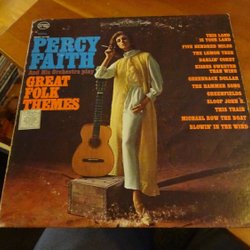 PERCY
FAITH
And His Orchestra play
GREAT
FOLK
THEMES
THIS LAND
IS YOUR LAND
FIVE HUNDRED MILES
THE LEMON TREE
DARLIN' COREY
KISSES SWEETER
THAN WINE
GREENBACK DOLLAR
THE HAMMER SONG
GREENFIELDS
SLOOP JOHN B.
THIS TRAIN
MICHAEL ROW THE BOAT
BLOWIN' IN THE WIND